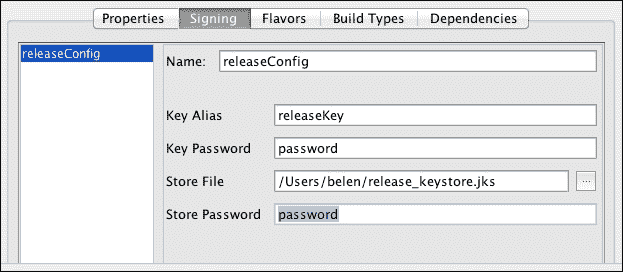 Properties Signing Flavors Build Types Dependencies
releaseConfig
Name: releaseConfig
Key Alias releaseKey
Key Password password
Store File /Users/belen/release_keystore.jks ...
Store Password password